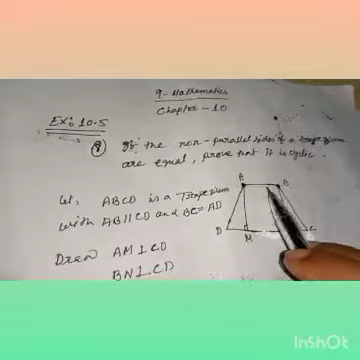 9 - Mathematics
Chapter - 10
Ex: 10.5
8 If the non-parallel sides of a trapezium
are equal, prove that it is cyclic.
A B
Let, ABCD is a Trapezium
with AB||CD and BC = AD
D M C
Draw AM⊥CD
BN⊥CD
InShOt